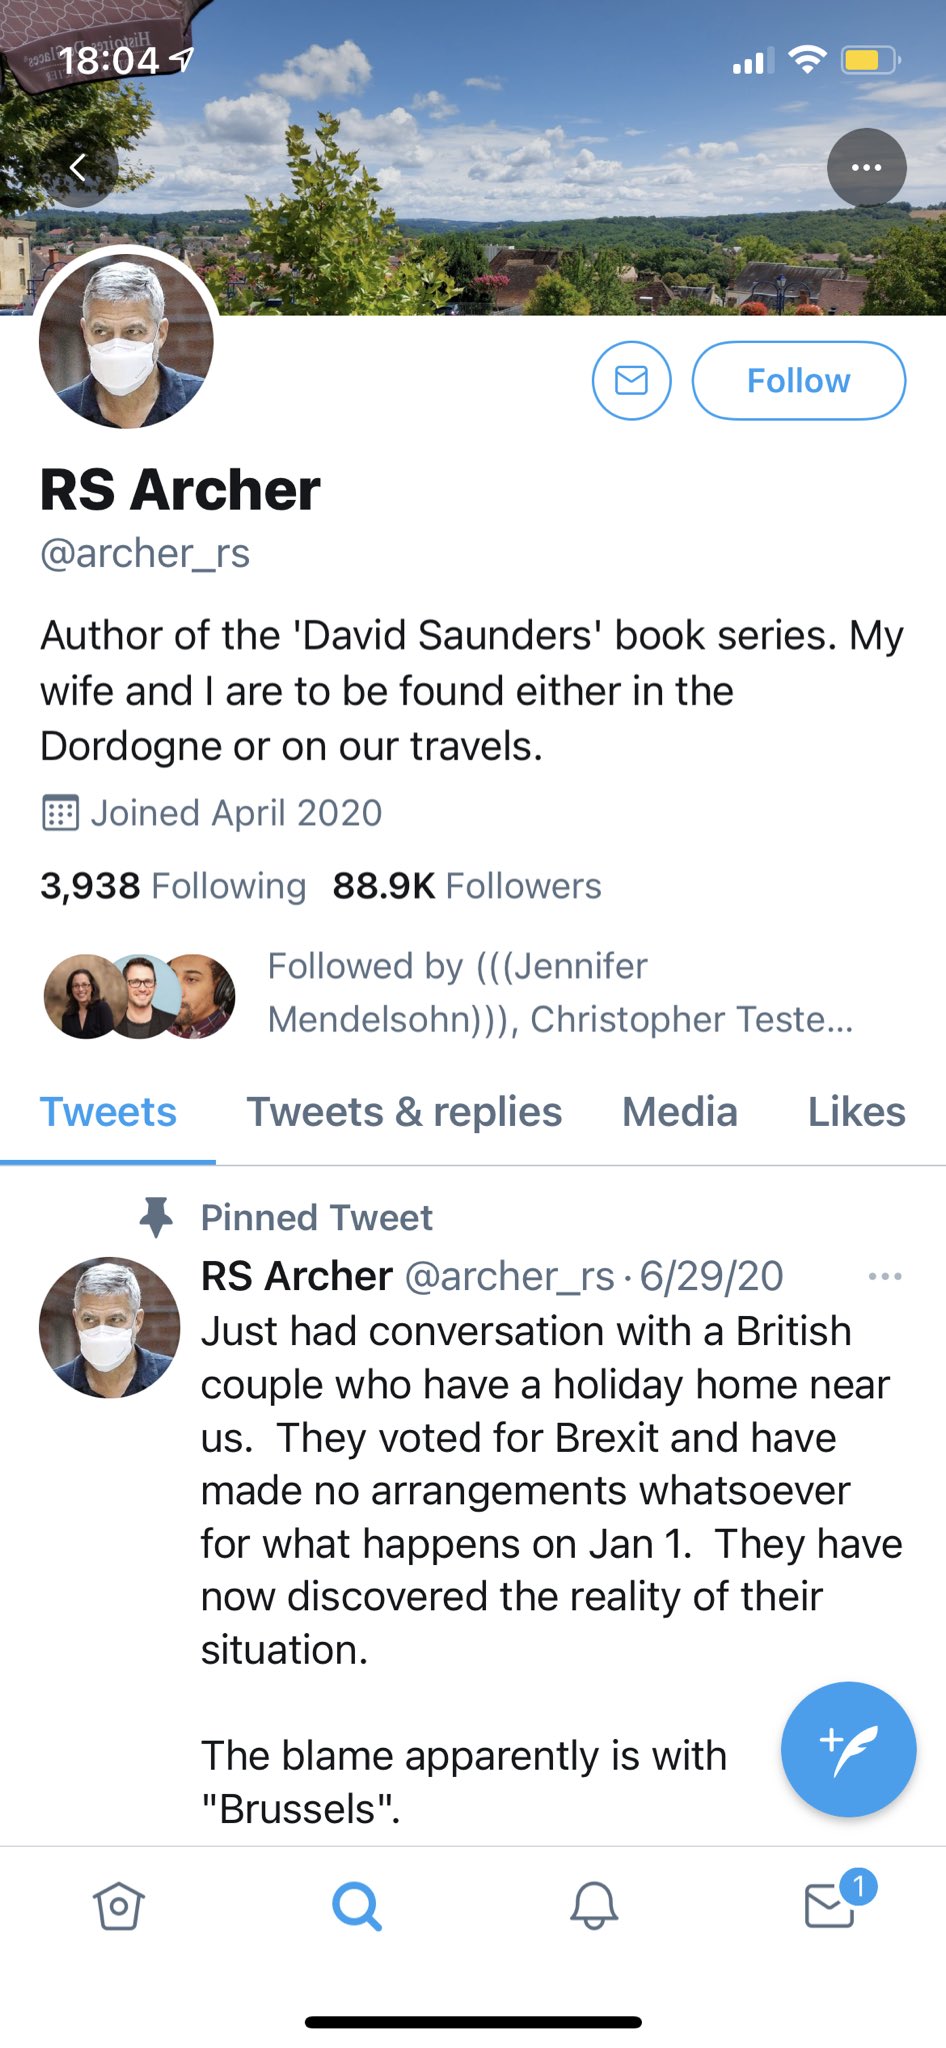 18:04
Follow
RS Archer
@archer_rs
Author of the 'David Saunders' book series. My
wife and I are to be found either in the
Dordogne or on our travels.
Joined April 2020
3,938 Following 88.9K Followers
Followed by (((Jennifer
Mendelsohn))), Christopher Teste...
Tweets Tweets & replies Media Likes
Pinned Tweet
RS Archer @archer_rs · 6/29/20
Just had conversation with a British
couple who have a holiday home near
us.  They voted for Brexit and have
made no arrangements whatsoever
for what happens on Jan 1.  They have
now discovered the reality of their
situation.
The blame apparently is with
"Brussels".
1